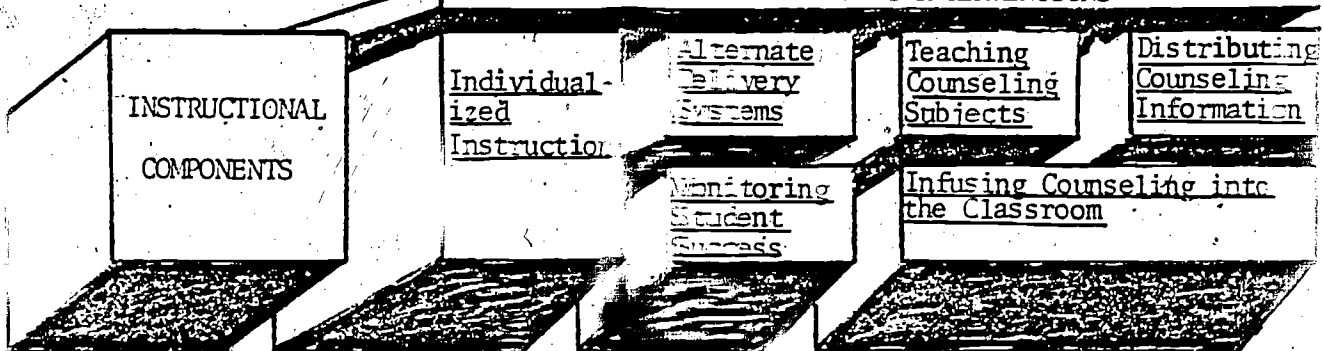 INSTRUCTIONAL
COMPONENTS
Individual-
ized
Instruction
Alternate
Delivery
Systems
Teaching
Counseling
Subjects
Distributing
Counseling
Information
Monitoring
Student
Success
Infusing Counseling into
the Classroom